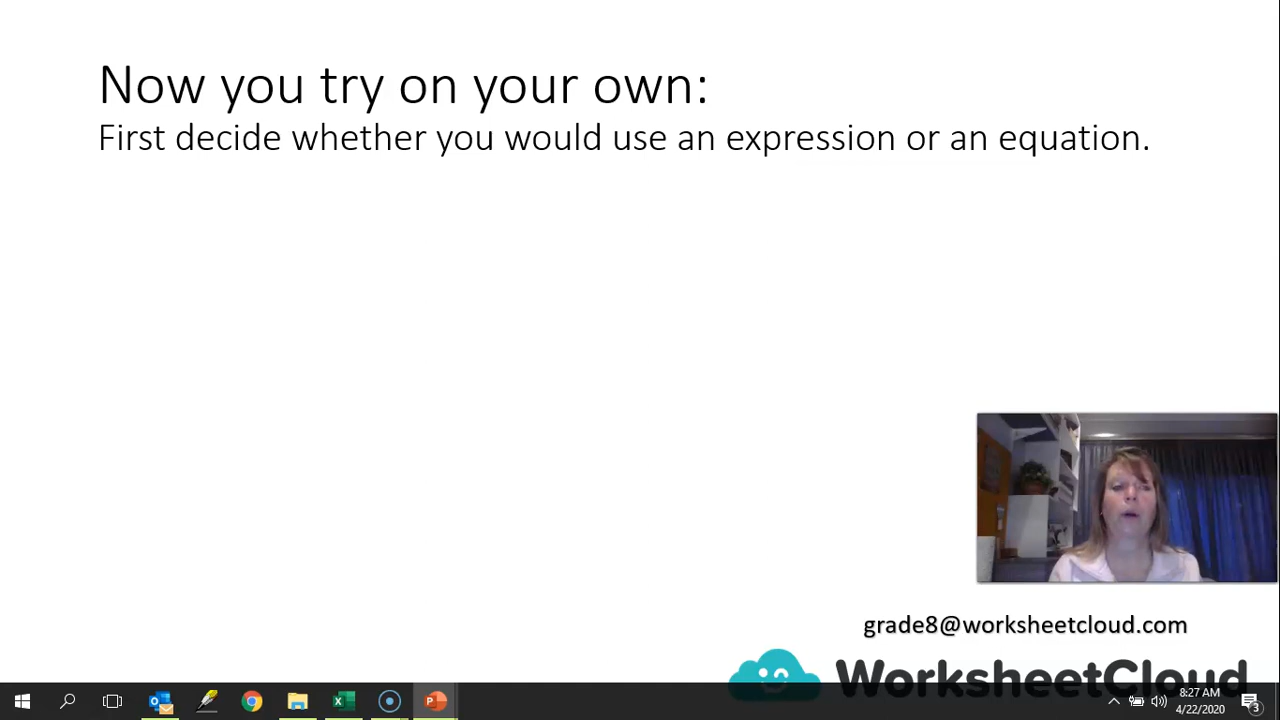 Now you try on your own:
First decide whether you would use an expression or an equation.
grade8@worksheetcloud.com
WorksheetCloud
8:27 AM
4/22/2020
3